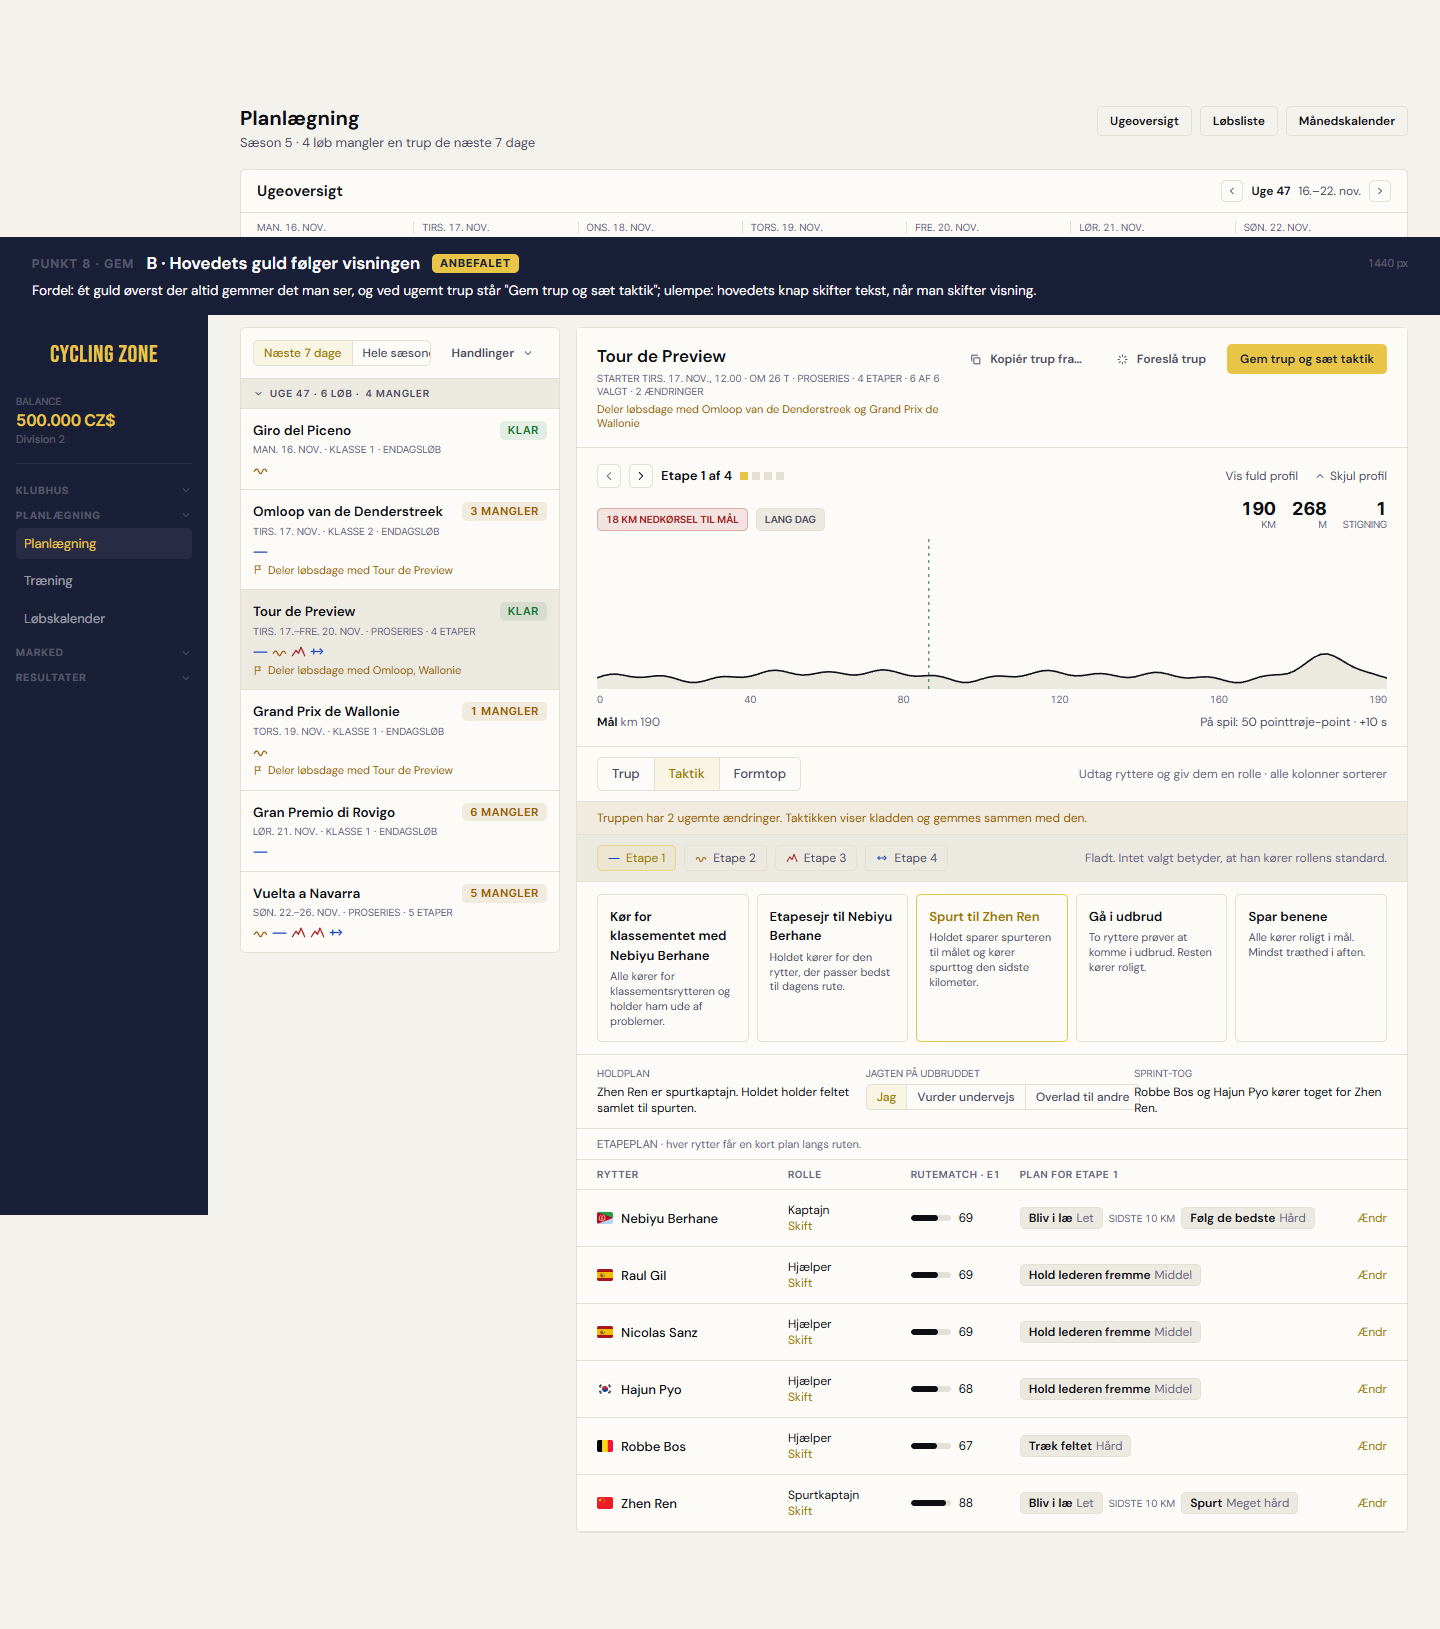 Planlægning
Sæson 5 · 4 løb mangler en trup de næste 7 dage
Ugeoversigt
Løbsliste
Månedskalender
Ugeoversigt
Uge 47 16.–22. nov.
MAN. 16. NOV.
TIRS. 17. NOV.
ONS. 18. NOV.
TORS. 19. NOV.
FRE. 20. NOV.
LØR. 21. NOV.
SØN. 22. NOV.
PUNKT 8 · GEM B · Hovedets guld følger visningen ANBEFALET
1440 px
Fordel: ét guld øverst der altid gemmer det man ser, og ved ugemt trup står "Gem trup og sæt taktik"; ulempe: hovedets knap skifter tekst, når man skifter visning.
CYCLING ZONE
BALANCE
500.000 CZ$
Division 2
KLUBHUS
PLANLÆGNING
Planlægning
Træning
Løbskalender
MARKED
RESULTATER
Næste 7 dage
Hele sæson
Handlinger
UGE 47 · 6 LØB · 4 MANGLER
Giro del Piceno
KLAR
MAN. 16. NOV. · KLASSE 1 · ENDAGSLØB
Omloop van de Denderstreek
3 MANGLER
TIRS. 17. NOV. · KLASSE 2 · ENDAGSLØB
Deler løbsdage med Tour de Preview
Tour de Preview
KLAR
TIRS. 17.–FRE. 20. NOV. · PROSERIES · 4 ETAPER
Deler løbsdage med Omloop, Wallonie
Grand Prix de Wallonie
1 MANGLER
TORS. 19. NOV. · KLASSE 1 · ENDAGSLØB
Deler løbsdage med Tour de Preview
Gran Premio di Rovigo
6 MANGLER
LØR. 21. NOV. · KLASSE 1 · ENDAGSLØB
Vuelta a Navarra
5 MANGLER
SØN. 22.–26. NOV. · PROSERIES · 5 ETAPER
Tour de Preview
STARTER TIRS. 17. NOV., 12.00 · OM 26 T · PROSERIES · 4 ETAPER · 6 AF 6
VALGT · 2 ÆNDRINGER
Deler løbsdage med Omloop van de Denderstreek og Grand Prix de
Wallonie
Kopiér trup fra...
Foreslå trup
Gem trup og sæt taktik
Etape 1 af 4
Vis fuld profil
Skjul profil
18 KM NEDKØRSEL TIL MÅL
LANG DAG
190
KM
268
M
1
STIGNING
0
40
80
120
160
190
Mål km 190
På spil: 50 pointtrøje-point · +10 s
Trup
Taktik
Formtop
Udtag ryttere og giv dem en rolle · alle kolonner sorterer
Truppen har 2 ugemte ændringer. Taktikken viser kladden og gemmes sammen med den.
Etape 1
Etape 2
Etape 3
Etape 4
Fladt. Intet valgt betyder, at han kører rollens standard.
Kør for
klassementet med
Nebiyu Berhane
Alle kører for
klassementsrytteren og
holder ham ude af
problemer.
Etapesejr til Nebiyu
Berhane
Holdet kører for den
rytter, der passer bedst
til dagens rute.
Spurt til Zhen Ren
Holdet sparer spurteren
til målet og kører
spurttog den sidste
kilometer.
Gå i udbrud
To ryttere prøver at
komme i udbrud. Resten
kører roligt.
Spar benene
Alle kører roligt i mål.
Mindst træthed i aften.
HOLDPLAN
Zhen Ren er spurtkaptajn. Holdet holder feltet
samlet til spurten.
JAGTEN PÅ UDBRUDDET
Jag
Vurder undervejs
Overlad til andre
SPRINT-TOG
Robbe Bos og Hajun Pyo kører toget for Zhen
Ren.
ETAPEPLAN · hver rytter får en kort plan langs ruten.
RYTTER
ROLLE
RUTEMATCH · E1
PLAN FOR ETAPE 1
Nebiyu Berhane
Kaptajn
Skift
69
Bliv i læ Let SIDSTE 10 KM Følg de bedste Hård
Ændr
Raul Gil
Hjælper
Skift
69
Hold lederen fremme Middel
Ændr
Nicolas Sanz
Hjælper
Skift
69
Hold lederen fremme Middel
Ændr
Hajun Pyo
Hjælper
Skift
68
Hold lederen fremme Middel
Ændr
Robbe Bos
Hjælper
Skift
67
Træk feltet Hård
Ændr
Zhen Ren
Spurtkaptajn
Skift
88
Bliv i læ Let SIDSTE 10 KM Spurt Meget hård
Ændr